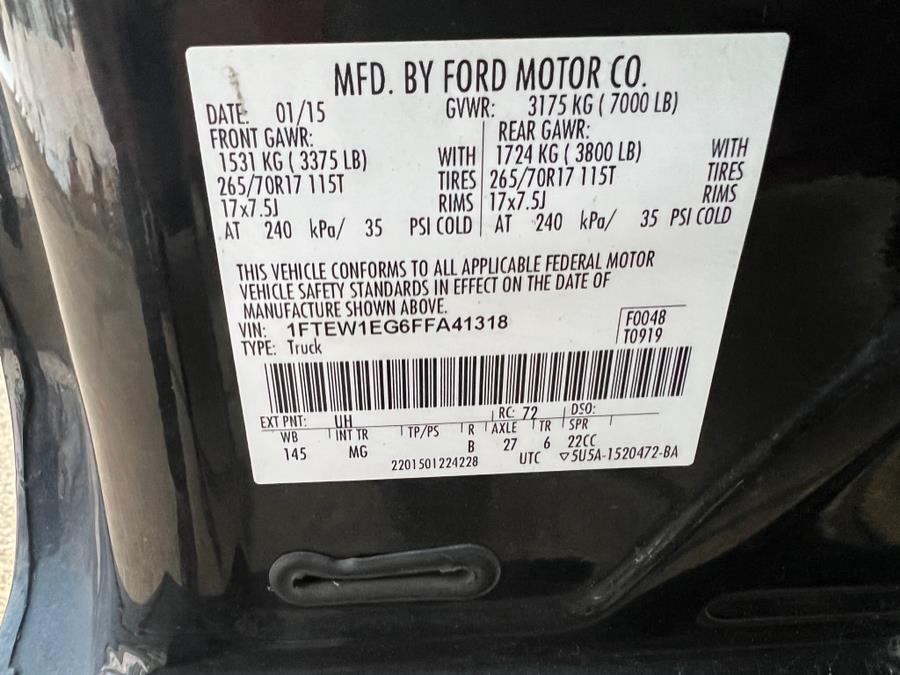 MFD. BY FORD MOTOR CO.
DATE: 01/15 GVWR: 3175 KG ( 7000 LB)
FRONT GAWR: REAR GAWR:
1531 KG ( 3375 LB) WITH 1724 KG ( 3800 LB) WITH
265/70R17 115T TIRES 265/70R17 115T TIRES
17x7.5J RIMS 17x7.5J RIMS
AT 240 kPa/ 35 PSI COLD AT 240 kPa/ 35 PSI COLD
THIS VEHICLE CONFORMS TO ALL APPLICABLE FEDERAL MOTOR
VEHICLE SAFETY STANDARDS IN EFFECT ON THE DATE OF
MANUFACTURE SHOWN ABOVE.
VIN: 1FTEW1EG6FFA41318 F0048
TYPE: Truck T0919
EXT PNT: UH RC: 72 DSO:
WB INT TR TP/PS R AXLE TR SPR
145 MG B 27 6 22CC
2201501224228 UTC ▽5U5A-1520472-BA